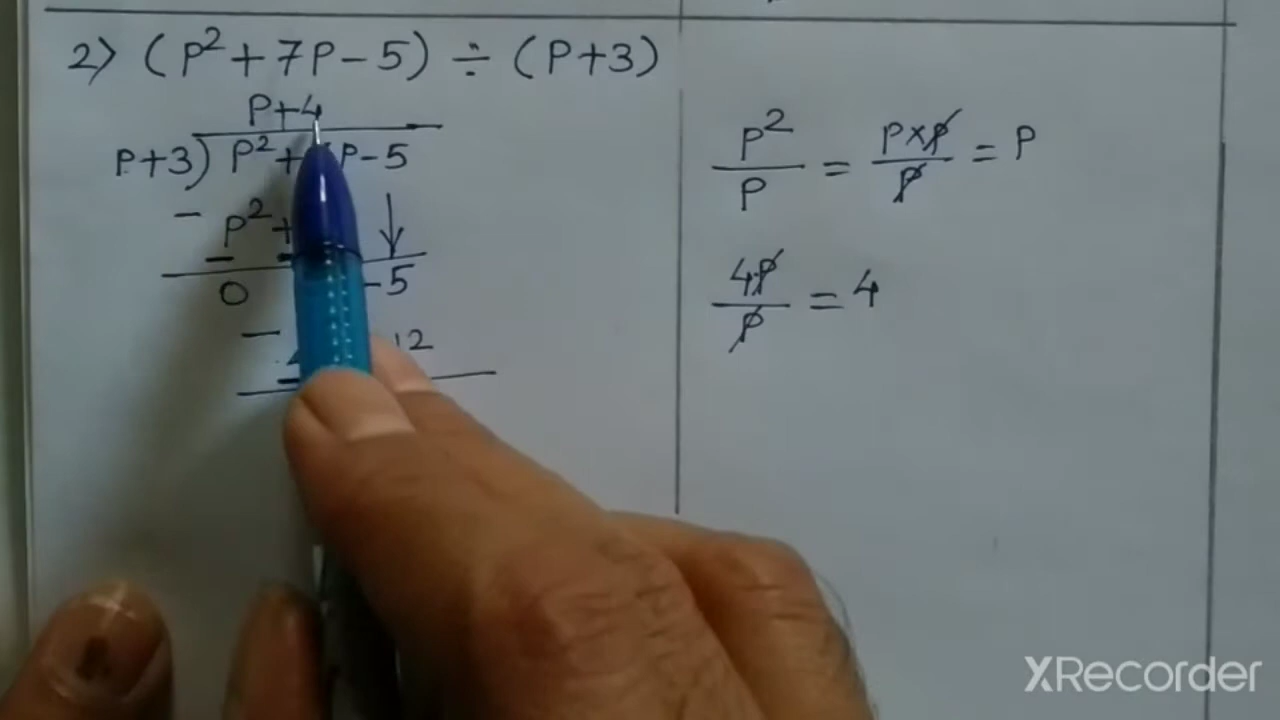 2) (P² + 7P - 5) ÷ (P+3)
P+4
P+3) P² + P - 5
- P² +
0 -5
- 12
P²/P = P×P/P = P
4P/P = 4
XRecorder